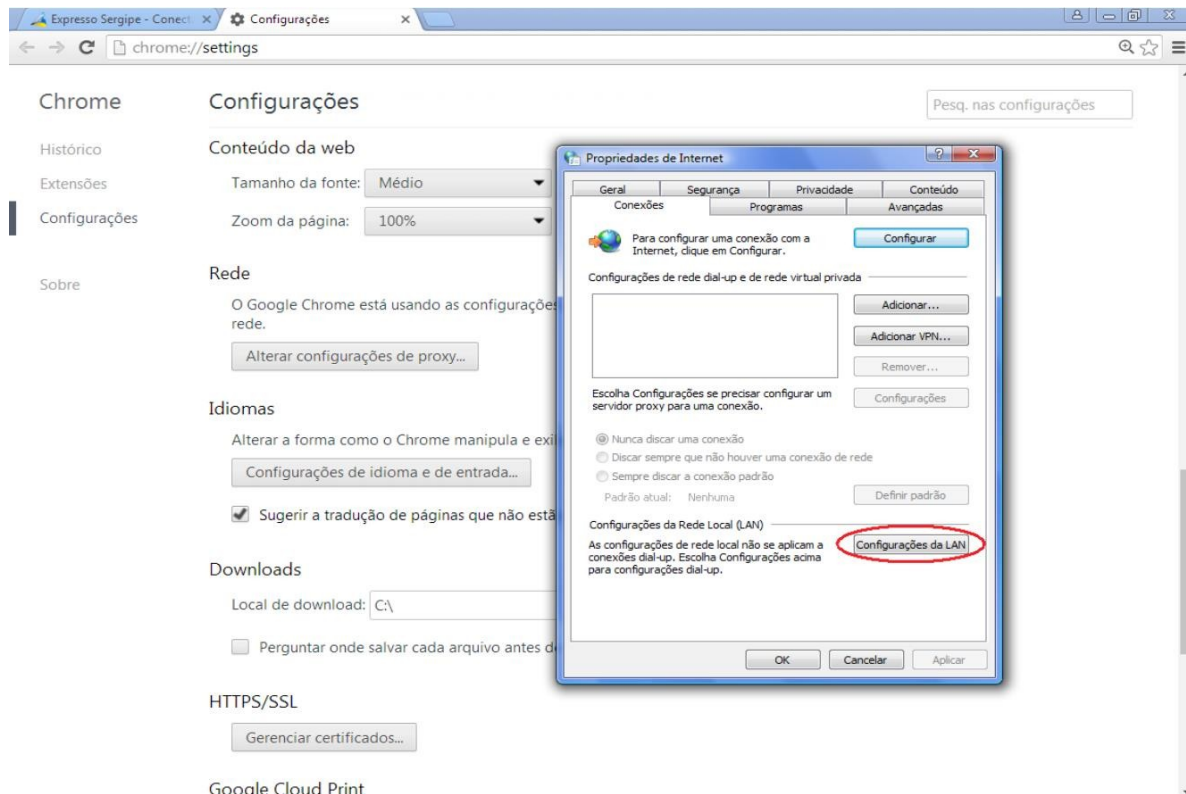 Expresso Sergipe - Conect
Configurações
chrome://settings
Chrome
Histórico
Extensões
Configurações
Sobre
Configurações
Pesq. nas configurações
Conteúdo da web
Tamanho da fonte: Médio
Zoom da página: 100%
Rede
O Google Chrome está usando as configurações
rede.
Alterar configurações de proxy...
Idiomas
Alterar a forma como o Chrome manipula e exi
Configurações de idioma e de entrada...
Sugerir a tradução de páginas que não estã
Downloads
Local de download: C:\
Perguntar onde salvar cada arquivo antes d
HTTPS/SSL
Gerenciar certificados...
Google Cloud Print
Propriedades de Internet
Geral Segurança Privacidade Conteúdo
Conexões Programas Avançadas
Para configurar uma conexão com a
Internet, clique em Configurar.
Configurar
Configurações de rede dial-up e de rede virtual privada
Adicionar...
Adicionar VPN...
Remover...
Escolha Configurações se precisar configurar um
servidor proxy para uma conexão.
Configurações
Nunca discar uma conexão
Discar sempre que não houver uma conexão de rede
Sempre discar a conexão padrão
Padrão atual: Nenhuma
Definir padrão
Configurações da Rede Local (LAN)
As configurações de rede local não se aplicam a
conexões dial-up. Escolha Configurações acima
para configurações dial-up.
Configurações da LAN
OK Cancelar Aplicar